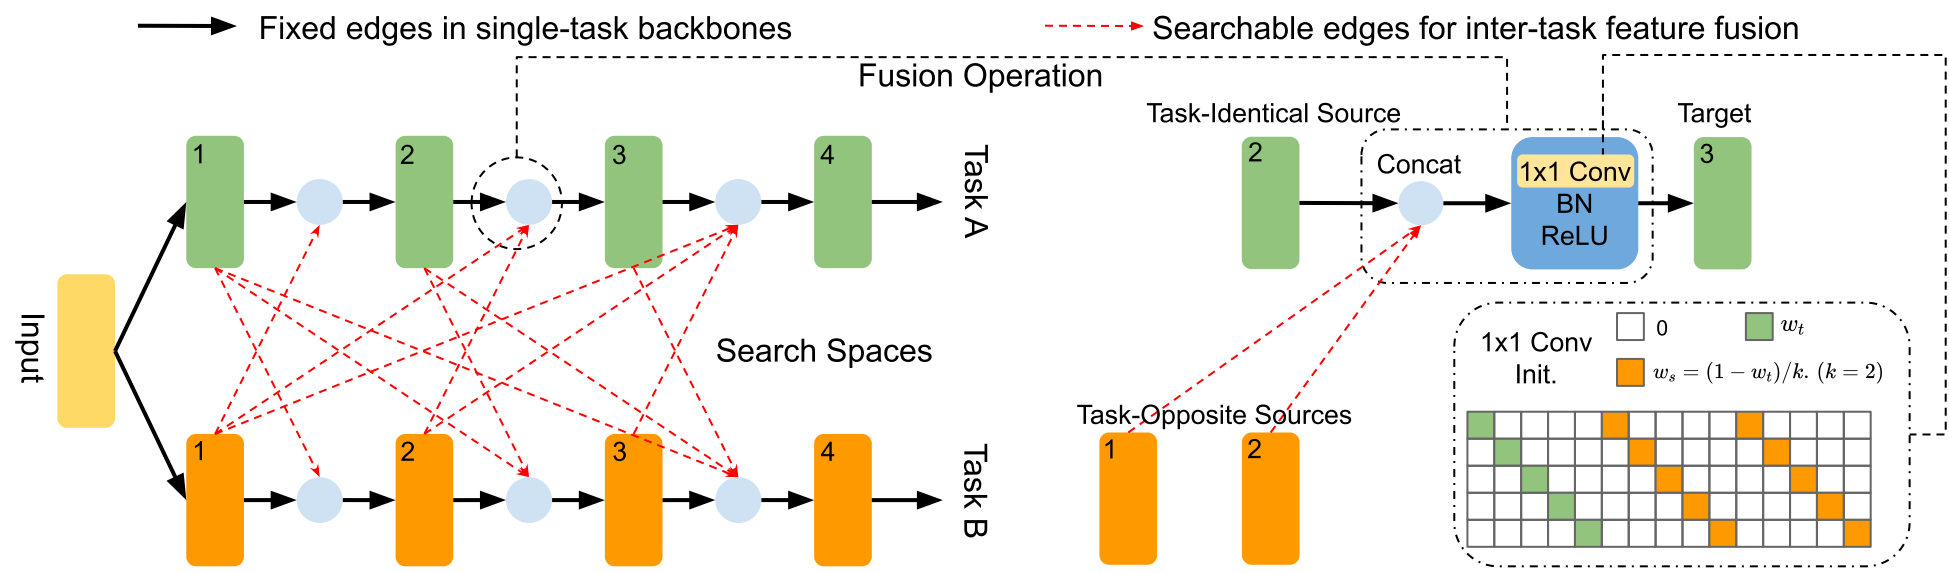 Fixed edges in single-task backbones
Searchable edges for inter-task feature fusion
Fusion Operation
Task-Identical Source
Target
1
2
3
4
Task A
2
Concat
1x1 Conv
BN
ReLU
3
Input
Search Spaces
1x1 Conv
Init.
0
w_t
w_s = (1 − w_t)/k. (k = 2)
Task-Opposite Sources
1
2
3
4
Task B
1
2